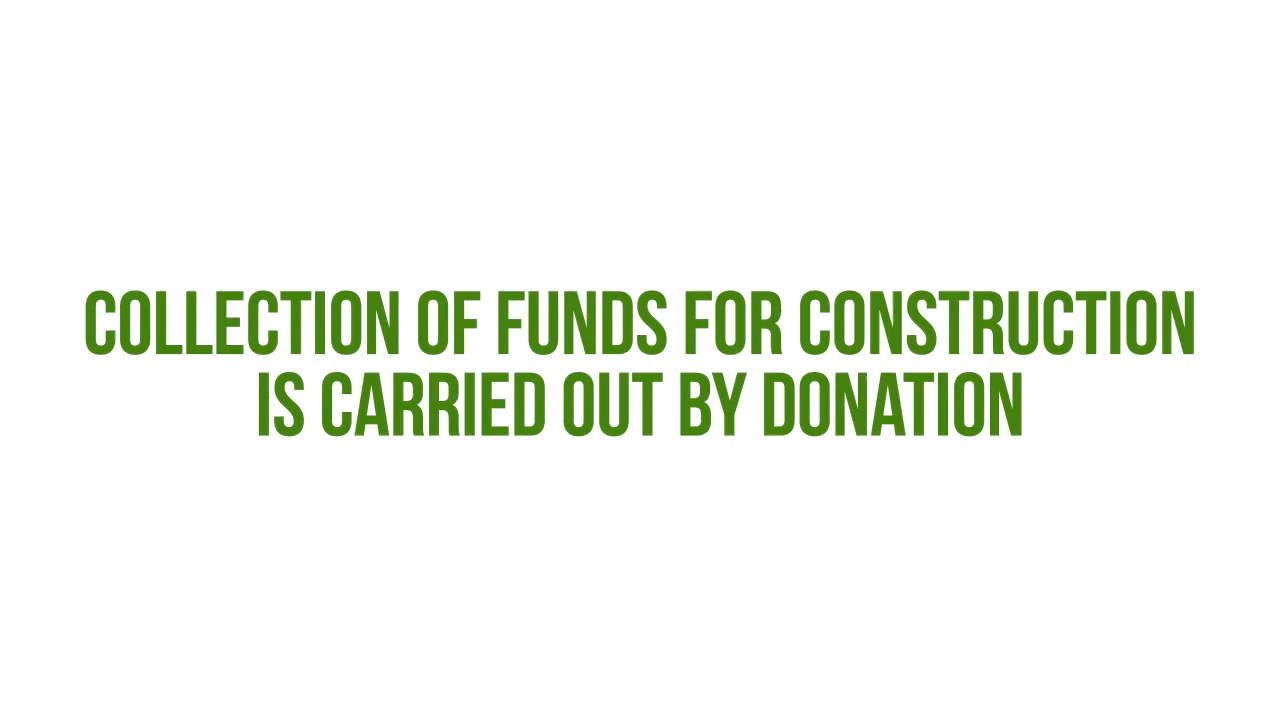 COLLECTION OF FUNDS FOR CONSTRUCTION
IS CARRIED OUT BY DONATION